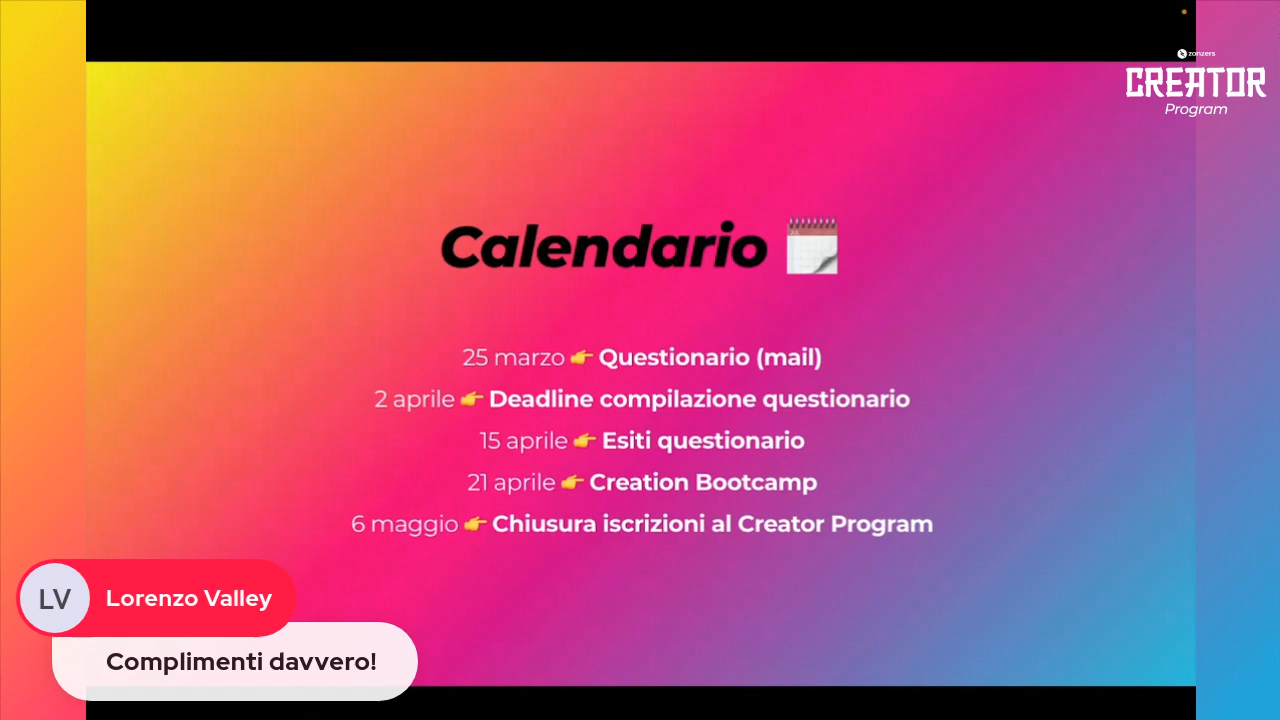 zonzers
CREATOR
Program
Calendario
25 marzo 👉 Questionario (mail)
2 aprile 👉 Deadline compilazione questionario
15 aprile 👉 Esiti questionario
21 aprile 👉 Creation Bootcamp
6 maggio 👉 Chiusura iscrizioni al Creator Program
LV
Lorenzo Valley
Complimenti davvero!